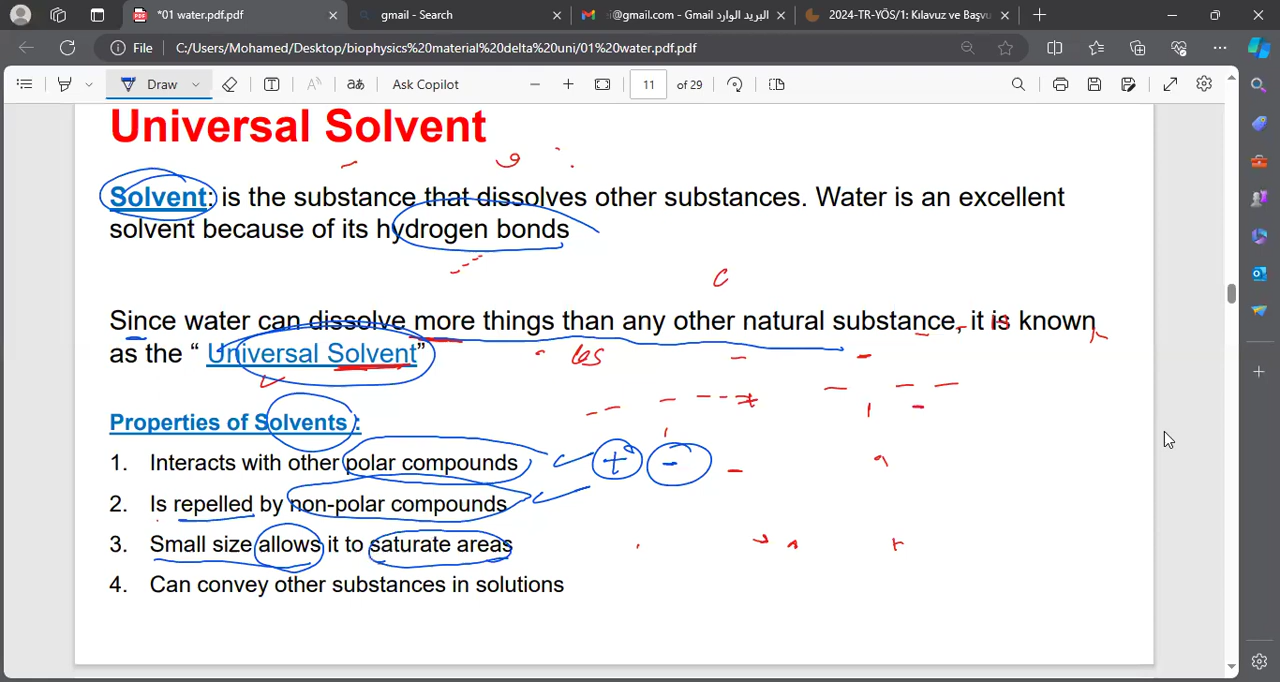 *01 water.pdf.pdf
gmail - Search
i@gmail.com - Gmail البريد الوارد
2024-TR-YÖS/1: Kılavuz ve Başvu
File
C:/Users/Mohamed/Desktop/biophysics%20material%20delta%20uni/01%20water.pdf.pdf
Draw
aあ
Ask Copilot
11 of 29
Universal Solvent
Solvent: is the substance that dissolves other substances. Water is an excellent
solvent because of its hydrogen bonds
Since water can dissolve more things than any other natural substance, it is known
as the “ Universal Solvent”
Properties of Solvents :
1. Interacts with other polar compounds
+ -
2. Is repelled by non-polar compounds
3. Small size allows it to saturate areas
4. Can convey other substances in solutions